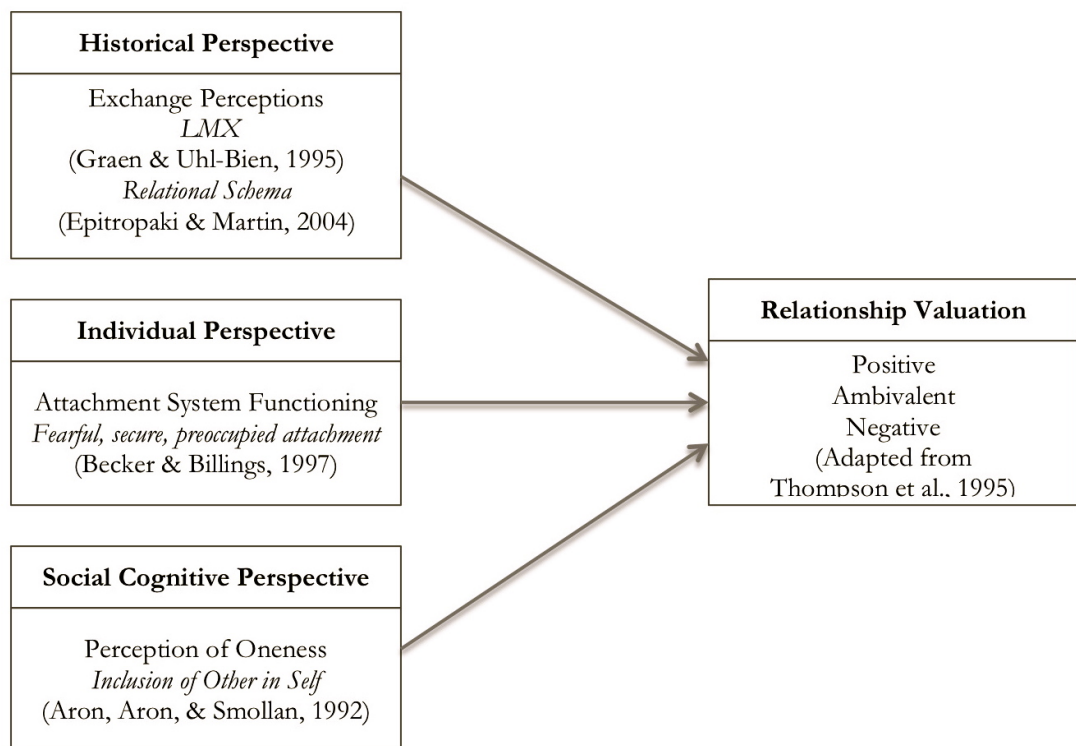 Historical Perspective
Exchange Perceptions
LMX
(Graen & Uhl-Bien, 1995)
Relational Schema
(Epitropaki & Martin, 2004)
Individual Perspective
Attachment System Functioning
Fearful, secure, preoccupied attachment
(Becker & Billings, 1997)
Social Cognitive Perspective
Perception of Oneness
Inclusion of Other in Self
(Aron, Aron, & Smollan, 1992)
Relationship Valuation
Positive
Ambivalent
Negative
(Adapted from
Thompson et al., 1995)